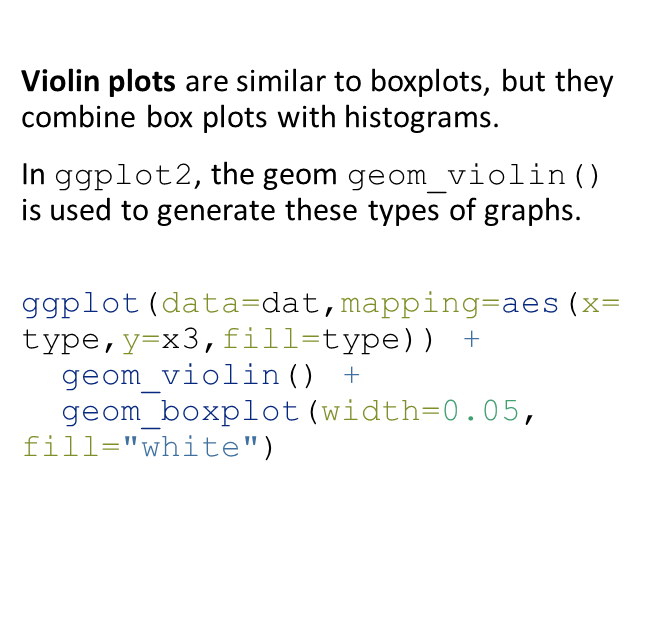 Violin plots are similar to boxplots, but they
combine box plots with histograms.
In ggplot2, the geom geom_violin()
is used to generate these types of graphs.
ggplot(data=dat,mapping=aes(x=
type,y=x3,fill=type)) +
  geom_violin() +
  geom_boxplot(width=0.05,
fill="white")